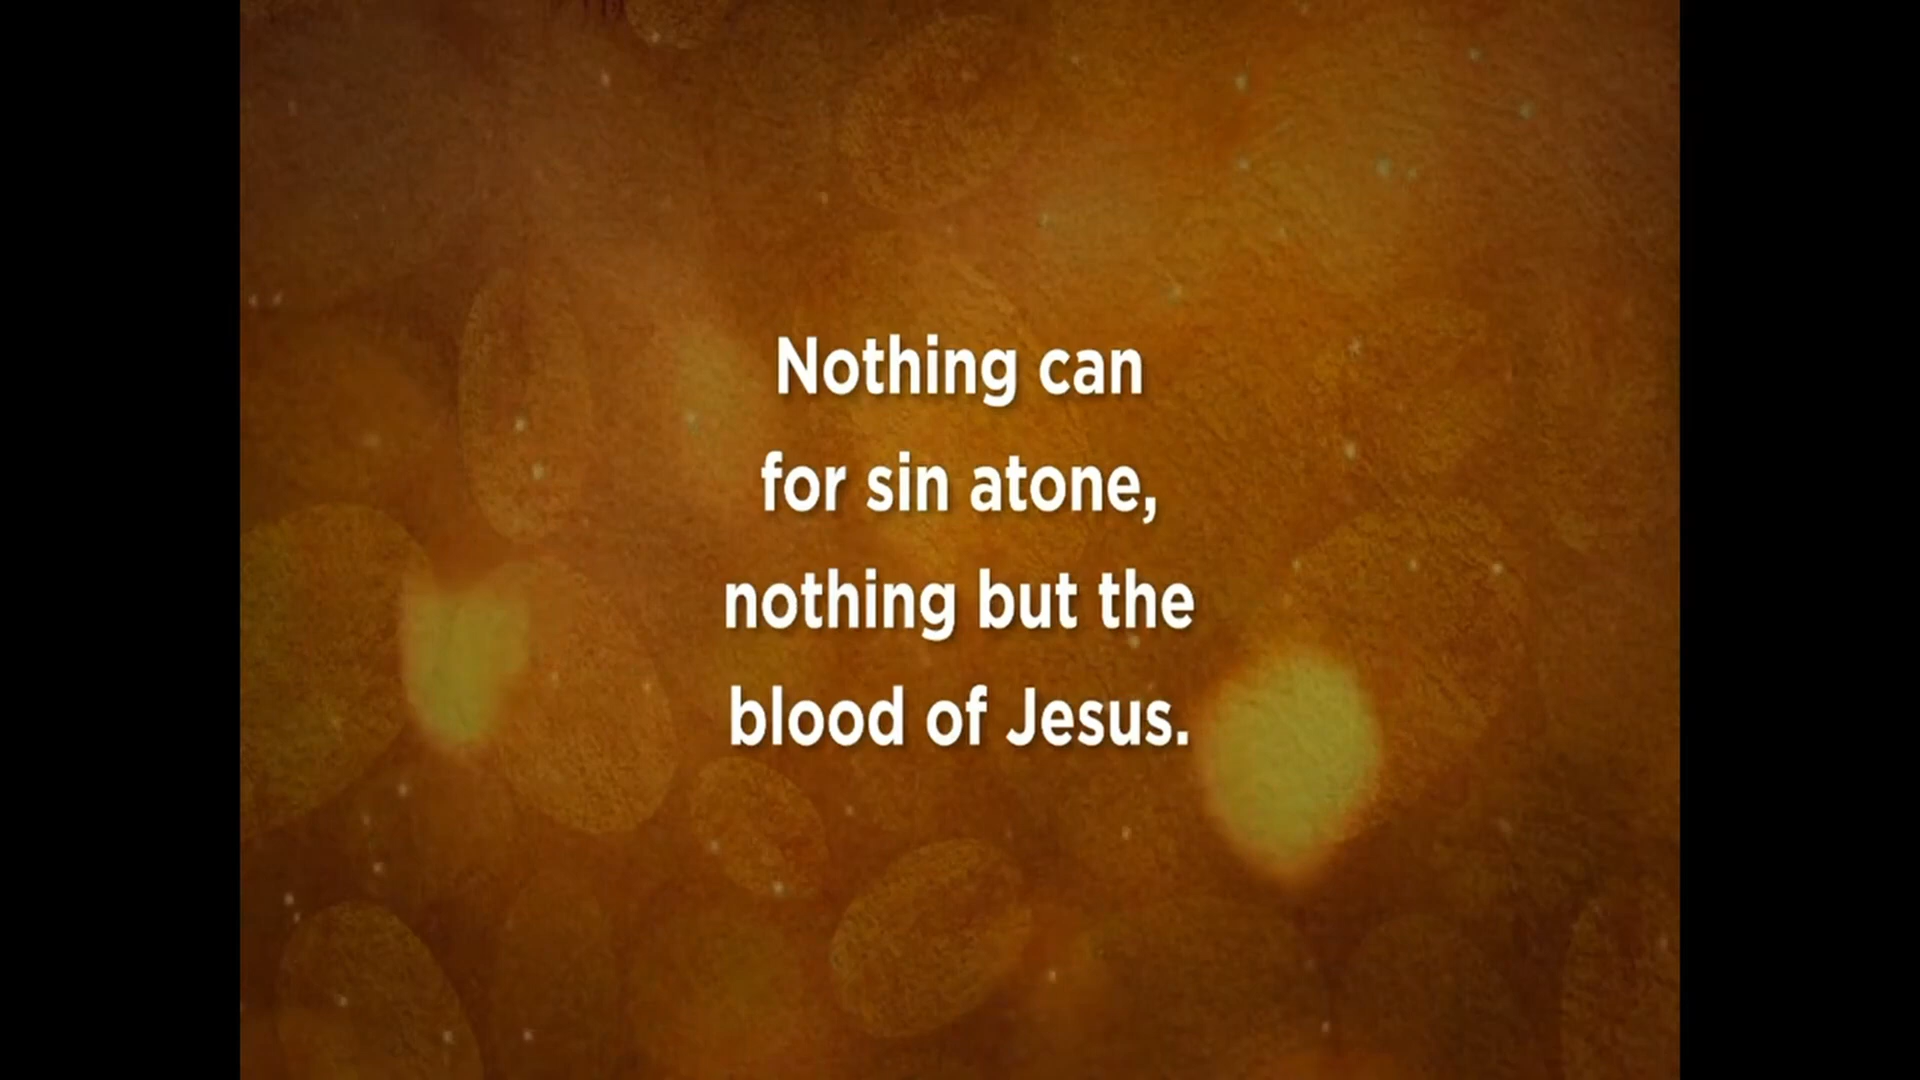 Nothing can
for sin atone,
nothing but the
blood of Jesus.